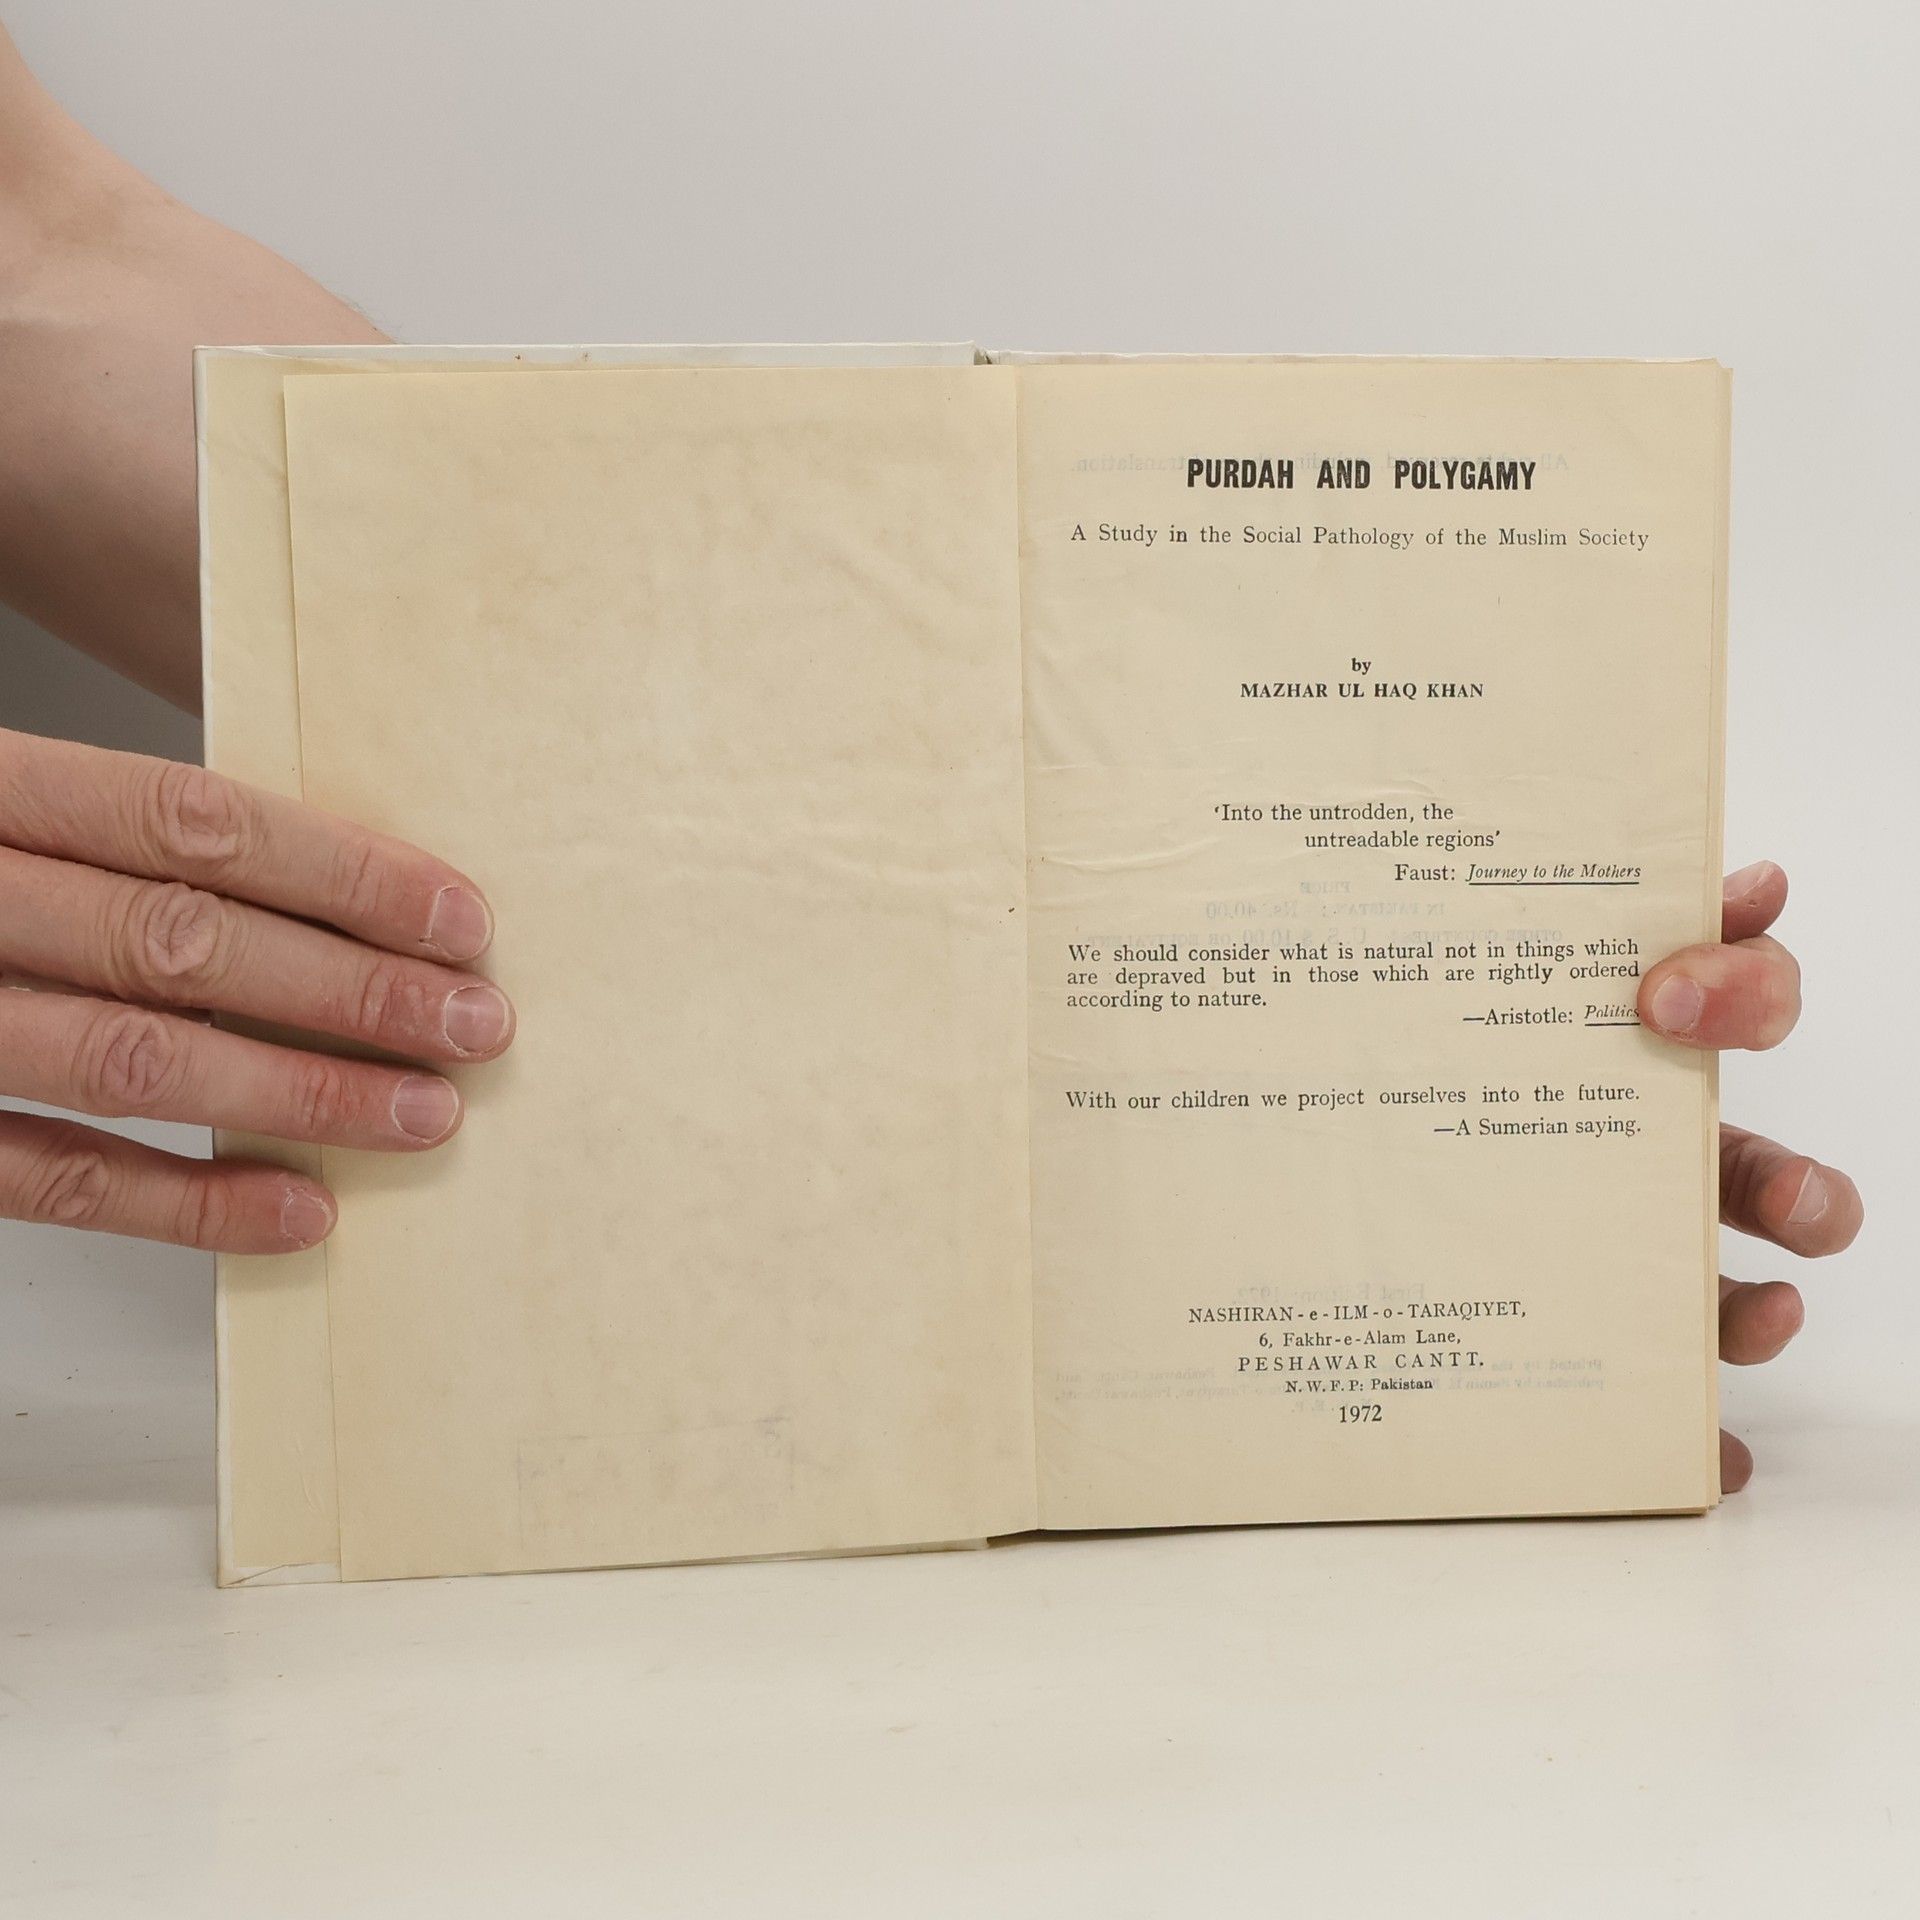 PURDAH AND POLYGAMY
A Study in the Social Pathology of the Muslim Society
by
MAZHAR UL HAQ KHAN
'Into the untrodden, the
untreadable regions'
Faust: Journey to the Mothers
We should consider what is natural not in things which
are depraved but in those which are rightly ordered
according to nature.
—Aristotle: Politics
With our children we project ourselves into the future.
—A Sumerian saying.
NASHIRAN-e-ILM-o-TARAQIYET,
6, Fakhr-e-Alam Lane,
PESHAWAR CANTT.
N. W. F. P: Pakistan
1972